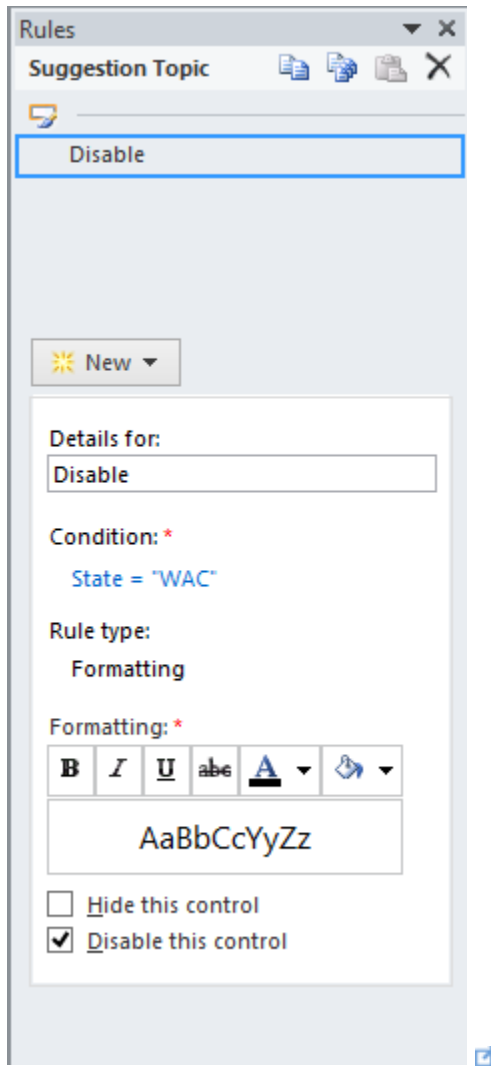 Rules
Suggestion Topic
Disable
New
Details for:
Disable
Condition: *
State = "WAC"
Rule type:
Formatting
Formatting: *
B I U abc A
AaBbCcYyZz
Hide this control
Disable this control